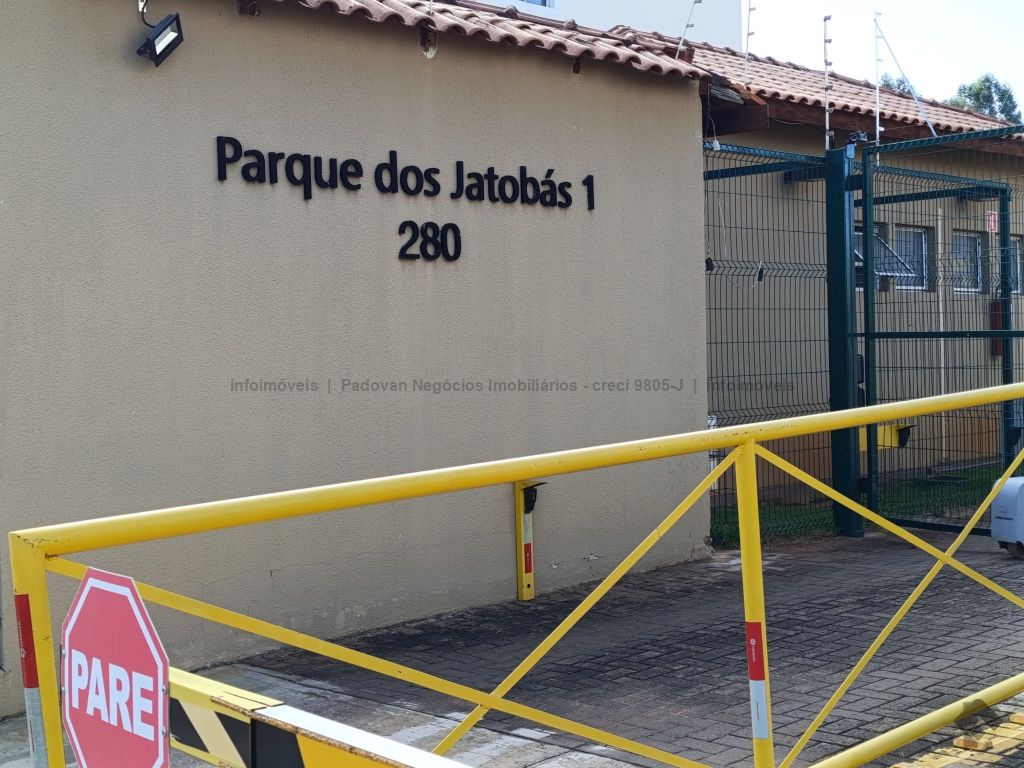 Parque dos Jatobás 1
280
infoimóveis | Padovan Negócios Imobiliários - creci 9805-J | infoimóveis
PARE